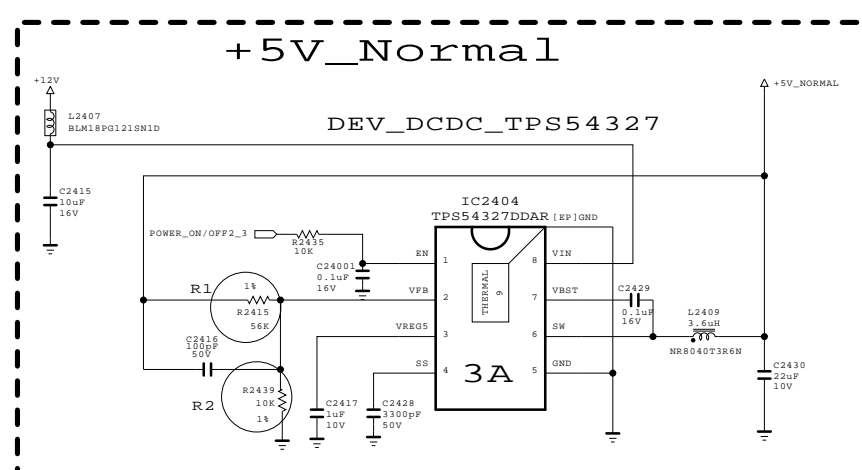 +5V_Normal
+12V
+5V_NORMAL
L2407
BLM18PG121SN1D
DEV_DCDC_TPS54327
C2415
10uF
16V
IC2404
TPS54327DDAR
[EP]GND
POWER_ON/OFF2_3
R2435
10K
EN
1
8
VIN
C24001
0.1uF
16V
THERMAL
9
R1
1%
R2415
56K
VFB
2
7
VBST
C2429
0.1uF
16V
L2409
3.6uH
NR8040T3R6N
C2416
100pF
50V
VREG5
3
6
SW
SS
4
3A
5
GND
C2430
22uF
10V
R2
R2439
10K
1%
C2417
1uF
10V
C2428
3300pF
50V